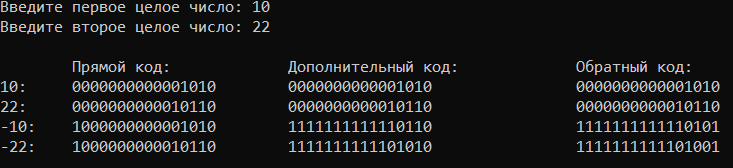 Введите первое целое число: 10
Введите второе целое число: 22
Прямой код: Дополнительный код: Обратный код:
10: 0000000000001010 0000000000001010 0000000000001010
22: 0000000000010110 0000000000010110 0000000000010110
-10: 1000000000001010 1111111111110110 1111111111110101
-22: 1000000000010110 1111111111101010 1111111111101001